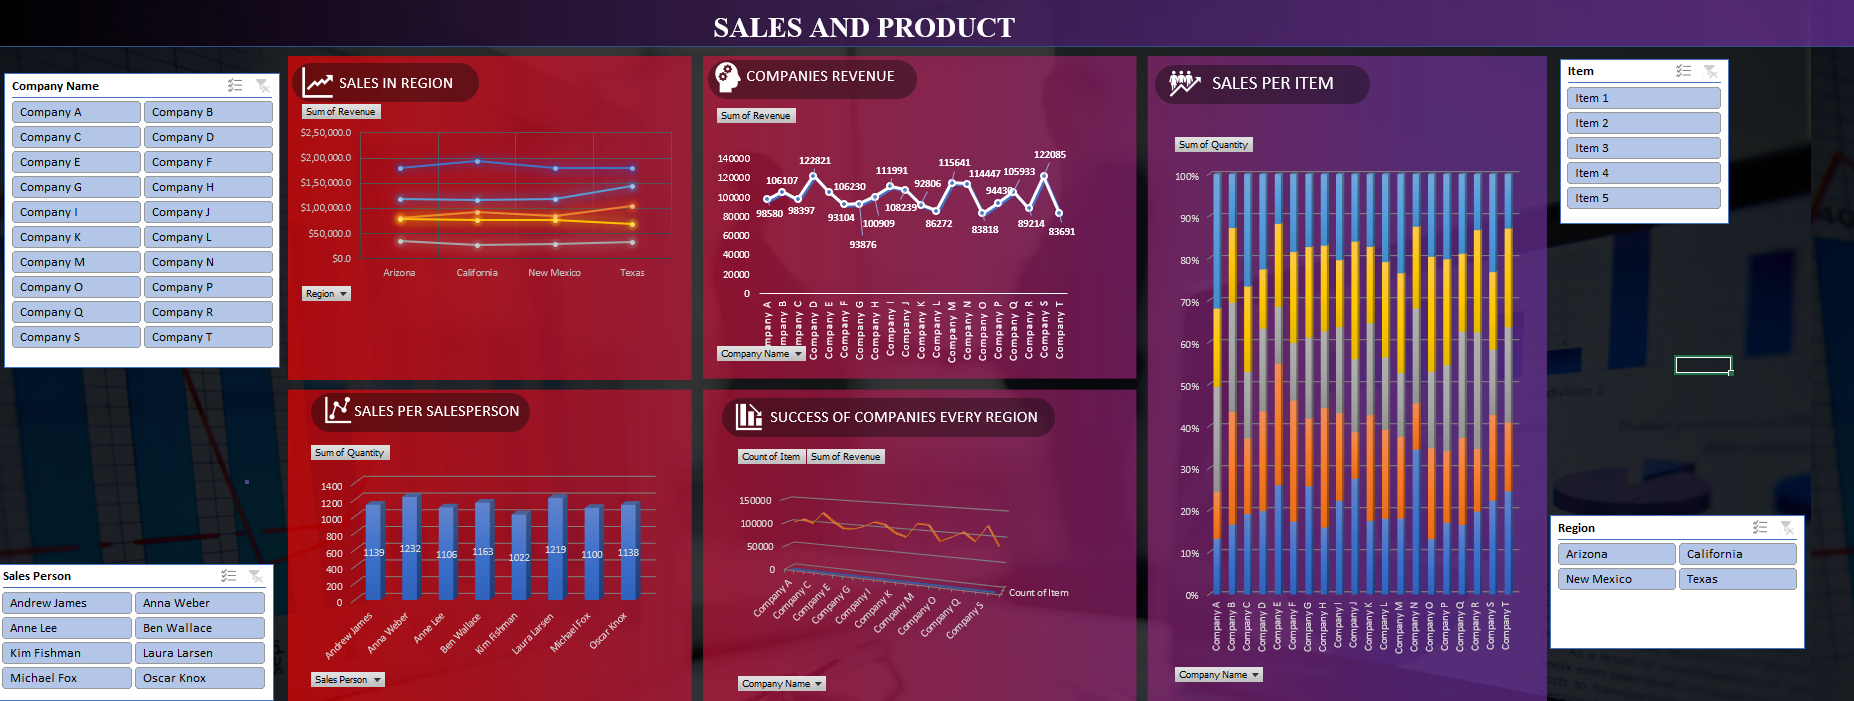 SALES AND PRODUCT
Company Name
Company A
Company B
Company C
Company D
Company E
Company F
Company G
Company H
Company I
Company J
Company K
Company L
Company M
Company N
Company O
Company P
Company Q
Company R
Company S
Company T
Sales Person
Andrew James
Anna Weber
Anne Lee
Ben Wallace
Kim Fishman
Laura Larsen
Michael Fox
Oscar Knox
SALES IN REGION
Sum of Revenue
$2,50,000.0
$2,00,000.0
$1,50,000.0
$1,00,000.0
$50,000.0
$0.0
Arizona
California
New Mexico
Texas
Region
COMPANIES REVENUE
Sum of Revenue
140000
120000
100000
80000
60000
40000
20000
0
98580
106107
98397
122821
106230
93104
93876
100909
111991
108239
92806
86272
115641
114447
83818
105933
89214
122085
83691
Company A
Company B
Company C
Company D
Company E
Company F
Company G
Company H
Company I
Company J
Company K
Company L
Company M
Company N
Company O
Company P
Company Q
Company R
Company S
Company T
Company Name
SALES PER SALESPERSON
Sum of Quantity
1400
1200
1000
800
600
400
200
0
1139
1232
1106
1163
1022
1219
1100
1138
Andrew James
Anna Weber
Anne Lee
Ben Wallace
Kim Fishman
Laura Larsen
Michael Fox
Oscar Knox
Sales Person
SUCCESS OF COMPANIES EVERY REGION
Count of Item
Sum of Revenue
150000
100000
50000
0
Company A
Company C
Company E
Company G
Company I
Company K
Company M
Company O
Company Q
Company S
Count of Item
Company Name
SALES PER ITEM
Sum of Quantity
100%
90%
80%
70%
60%
50%
40%
30%
20%
10%
0%
Company A
Company B
Company C
Company D
Company E
Company F
Company G
Company H
Company I
Company J
Company K
Company L
Company M
Company N
Company O
Company P
Company Q
Company R
Company S
Company T
Company Name
Item
Item 1
Item 2
Item 3
Item 4
Item 5
Region
Arizona
California
New Mexico
Texas